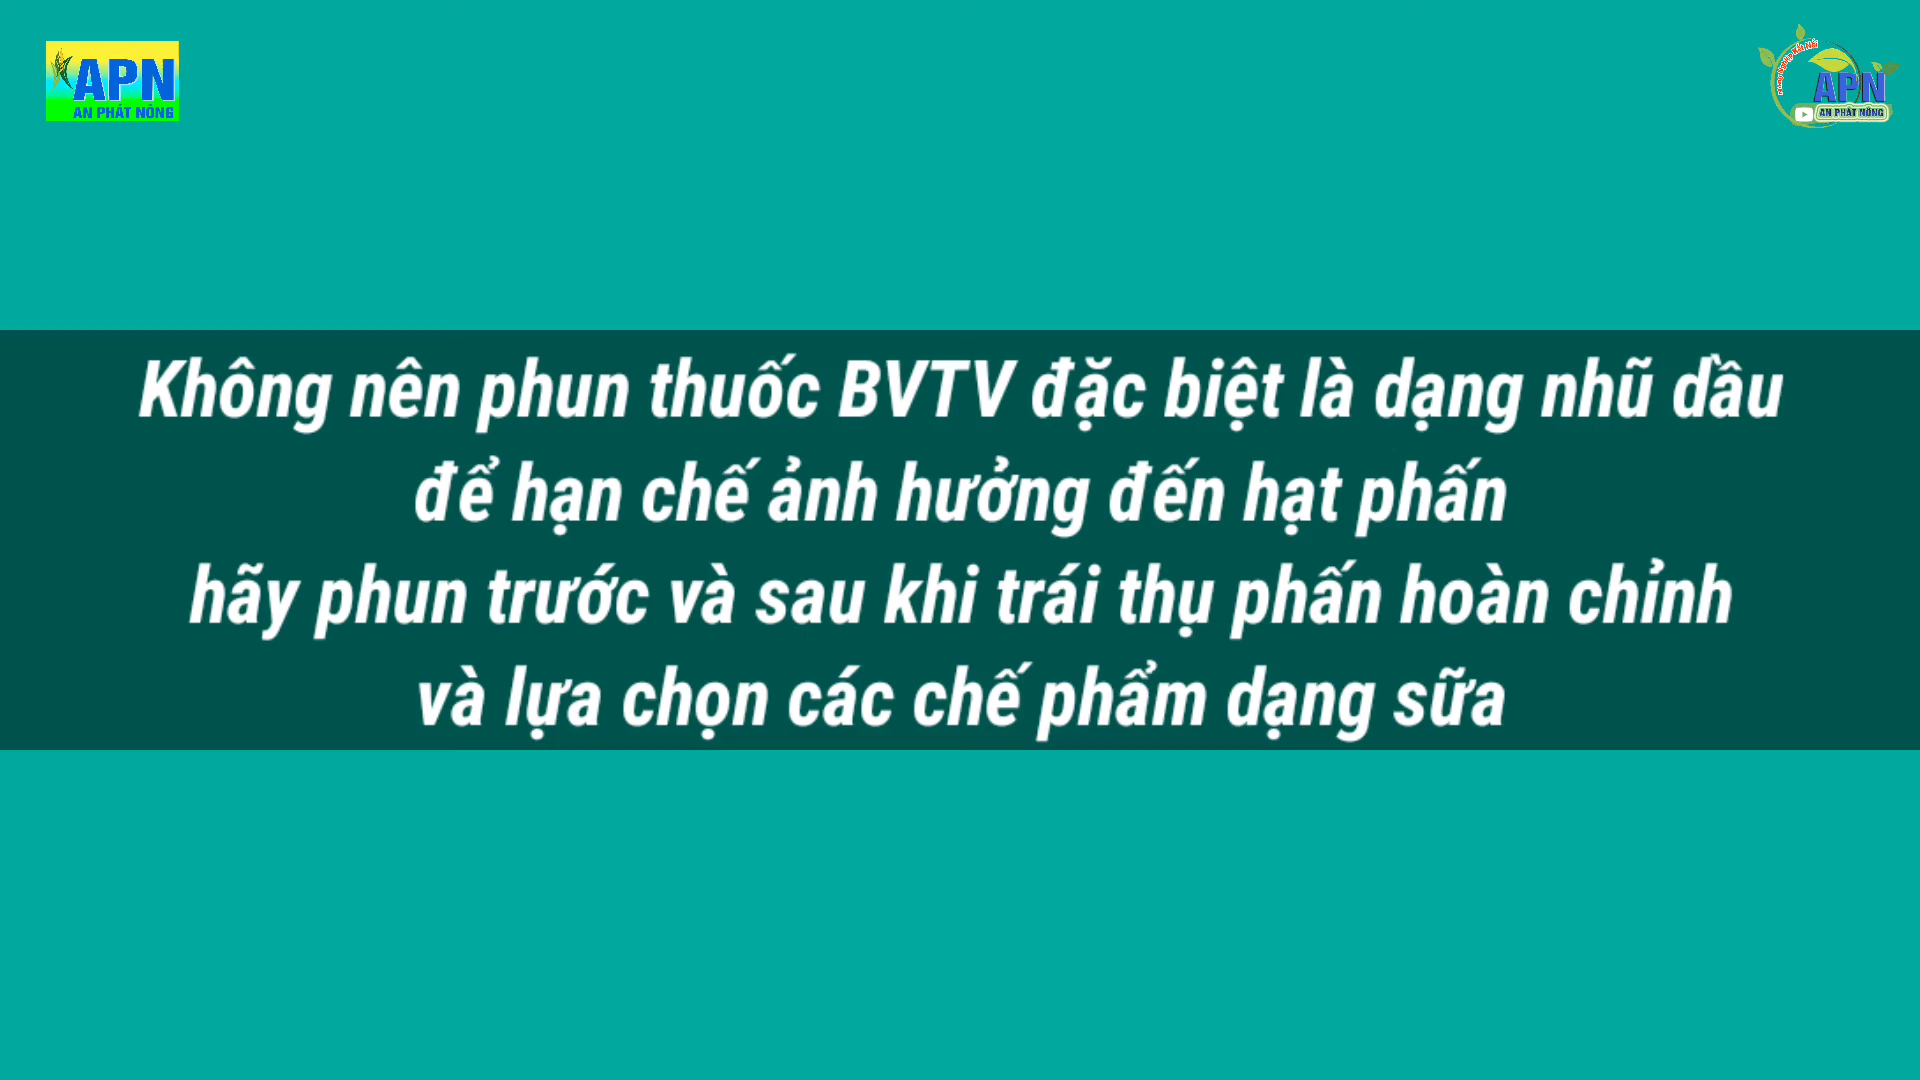 APN
AN PHÁT NÔNG
APN
AN PHÁT NÔNG
Không nên phun thuốc BVTV đặc biệt là dạng nhũ dầu
để hạn chế ảnh hưởng đến hạt phấn
hãy phun trước và sau khi trái thụ phấn hoàn chỉnh
và lựa chọn các chế phẩm dạng sữa